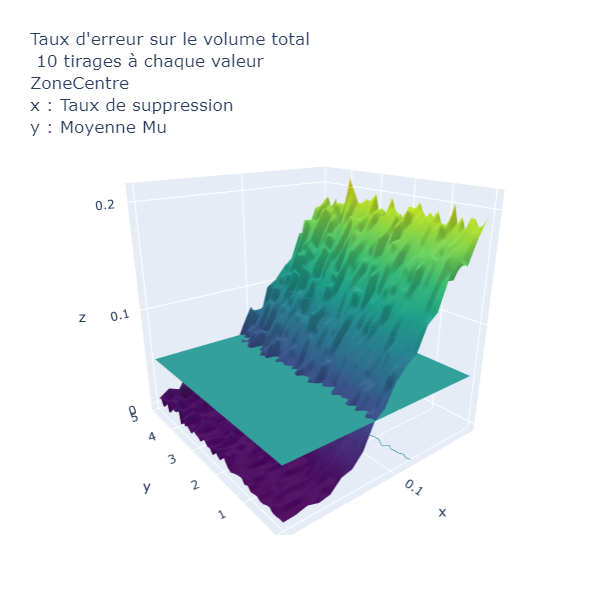 Taux d'erreur sur le volume total
10 tirages à chaque valeur
ZoneCentre
x : Taux de suppression
y : Moyenne Mu
0.2
z
0.1
0
5
4
3
2
1
y
0.1
x